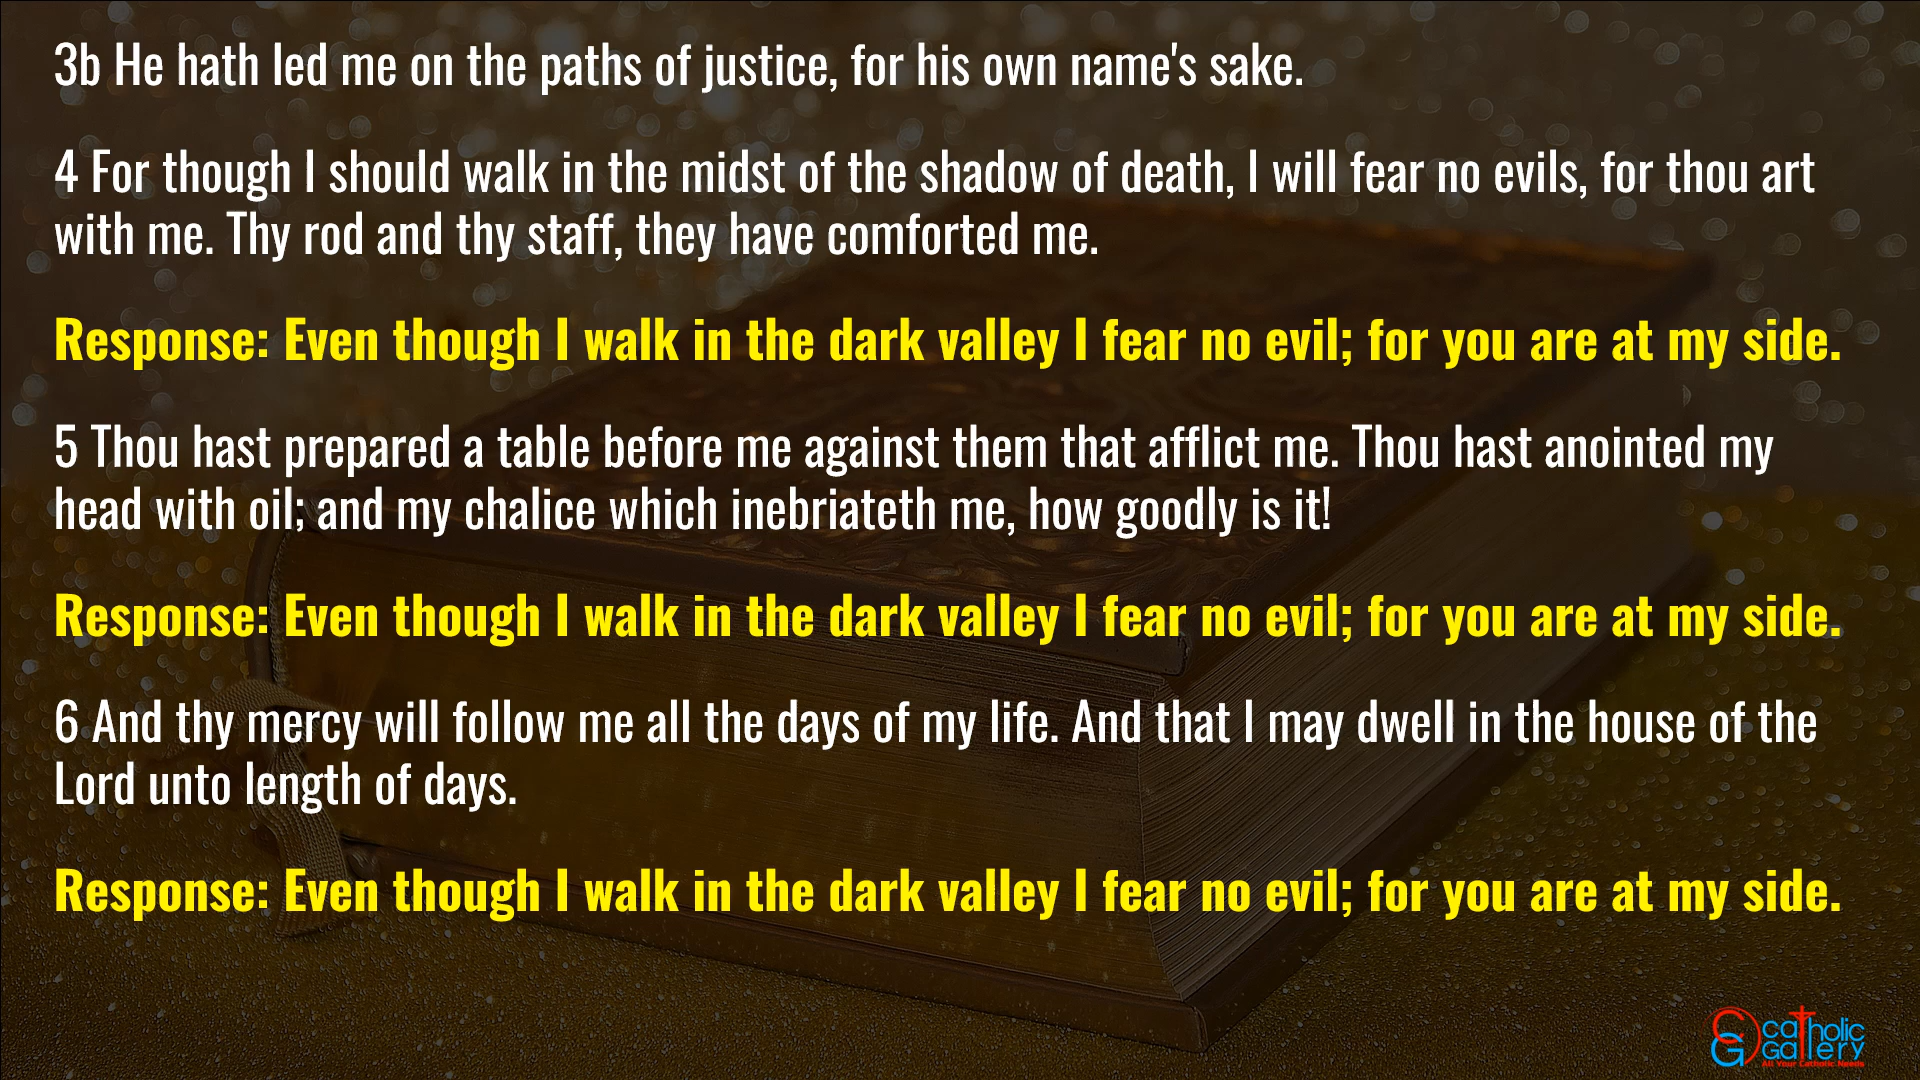 3b He hath led me on the paths of justice, for his own name's sake.
4 For though I should walk in the midst of the shadow of death, I will fear no evils, for thou art
with me. Thy rod and thy staff, they have comforted me.
Response: Even though I walk in the dark valley I fear no evil; for you are at my side.
5 Thou hast prepared a table before me against them that afflict me. Thou hast anointed my
head with oil; and my chalice which inebriateth me, how goodly is it!
Response: Even though I walk in the dark valley I fear no evil; for you are at my side.
6 And thy mercy will follow me all the days of my life. And that I may dwell in the house of the
Lord unto length of days.
Response: Even though I walk in the dark valley I fear no evil; for you are at my side.
CG catholic
Gallery
All Your Catholic Needs